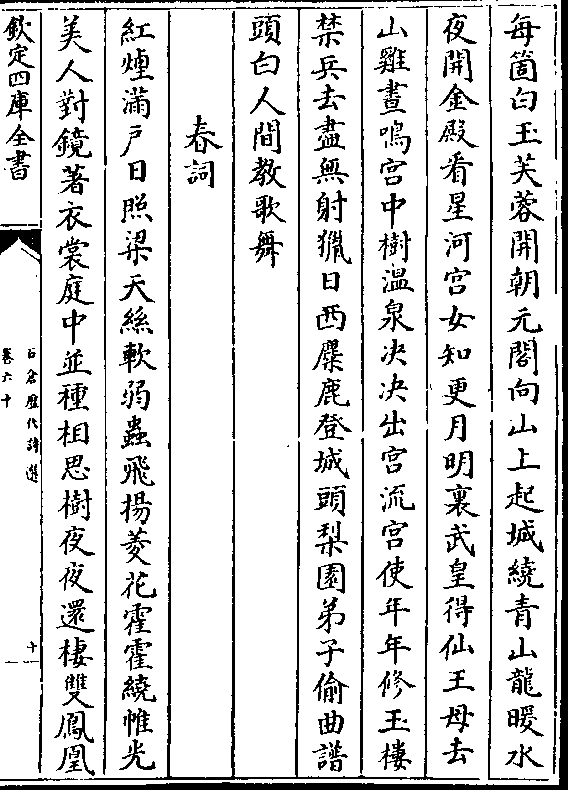 每箇白玉芙蓉開朝元閣向山上起城繞青山龍暖水
夜開金殿看星河宫女知更月明裏武皇得仙王母去
山雞晝鳴宫中樹溫泉决决出宫流宫使年年修玉樓
禁兵去盡無射獵日西麋鹿登城頭梨園弟子偷曲譜
頭白人間教歌舞
春詞
紅煙滿戸日照梁天絲軟弱蟲飛揚菱花霍霍繞帷光
美人對鏡著衣裳庭中並種相思樹夜夜還棲雙鳳凰
欽定四庫全書
石倉歷代詩選
卷六十
十一